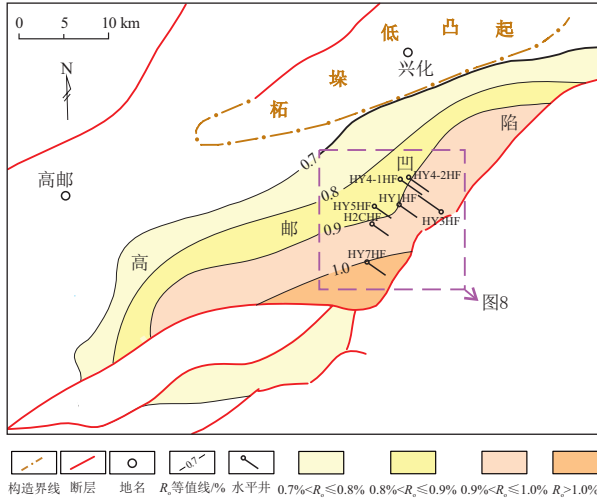 0 5 10 km
N
低凸起
垛
柘
兴化
陷
凹
0.7
HY4-1HF
HY4-2HF
高邮
0.8
HY5HF
HY1HF
HY3HF
H2CHF
邮
0.9
高
HY7HF
1.0
图8
0.7
构造界线 断层 地名 Rₒ等值线/% 水平井 0.7%<Rₒ≤0.8% 0.8%<Rₒ≤0.9% 0.9%<Rₒ≤1.0% Rₒ>1.0%